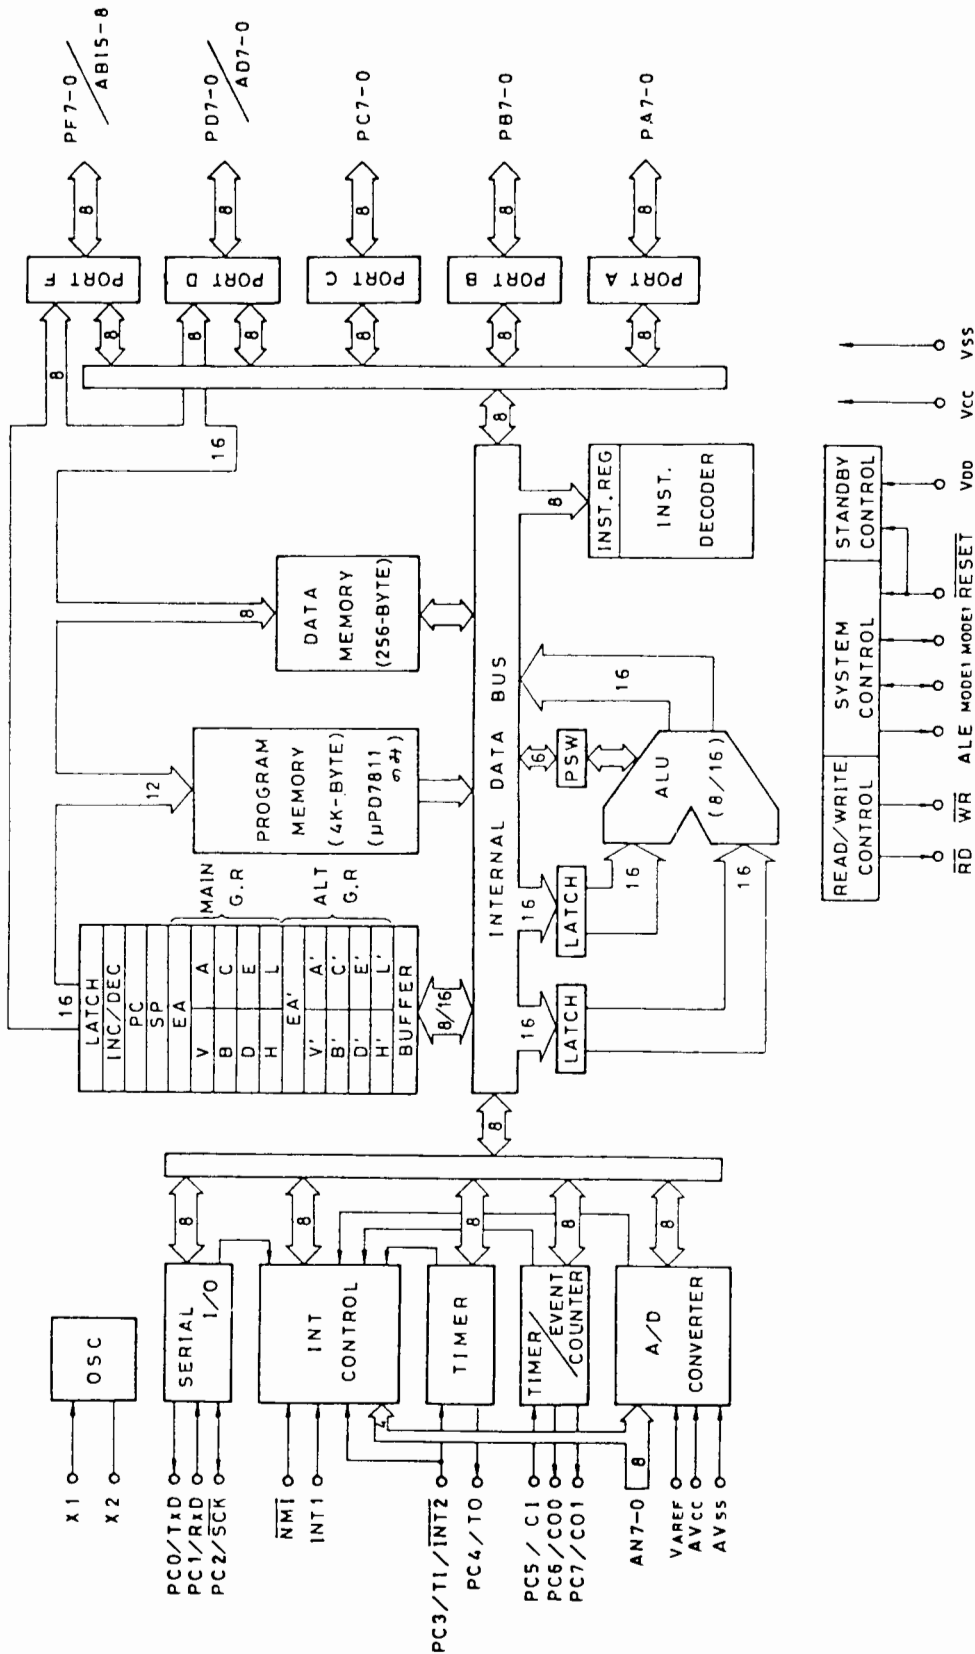 X1
X2
OSC
PC0/TxD
PC1/RxD
PC2/SCK
SERIAL
I/O
8
NMI
INT1
INT
CONTROL
8
PC3/TI/INT2
PC4/TO
TIMER
8
PC5/CI
PC6/CO0
PC7/CO1
TIMER/
EVENT
COUNTER
8
4
AN7-0
8
VAREF
AVCC
AVSS
A/D
CONVERTER
8
8
16
LATCH
INC/DEC
PC
SP
EA
V A
B C
D E
H L
EA'
V' A'
B' C'
D' E'
H' L'
BUFFER
MAIN
G.R
ALT
G.R
8/16
12
PROGRAM
MEMORY
(4K-BYTE)
(μPD7811
のみ)
8
DATA
MEMORY
(256-BYTE)
16
8
8
INTERNAL DATA BUS
16
LATCH
16
LATCH
16
16
6
PSW
ALU
(8/16)
16
8
INST.REG
INST.
DECODER
8
PORT F
8
8
PF7-0
/
AB15-8
PORT D
8
8
PD7-0
/
AD7-0
PORT C
8
8
PC7-0
PORT B
8
8
PB7-0
PORT A
8
8
PA7-0
READ/WRITE
CONTROL
SYSTEM
CONTROL
STANDBY
CONTROL
RD
WR
ALE
MODE1
MODE1
RESET
VDD
VCC
VSS